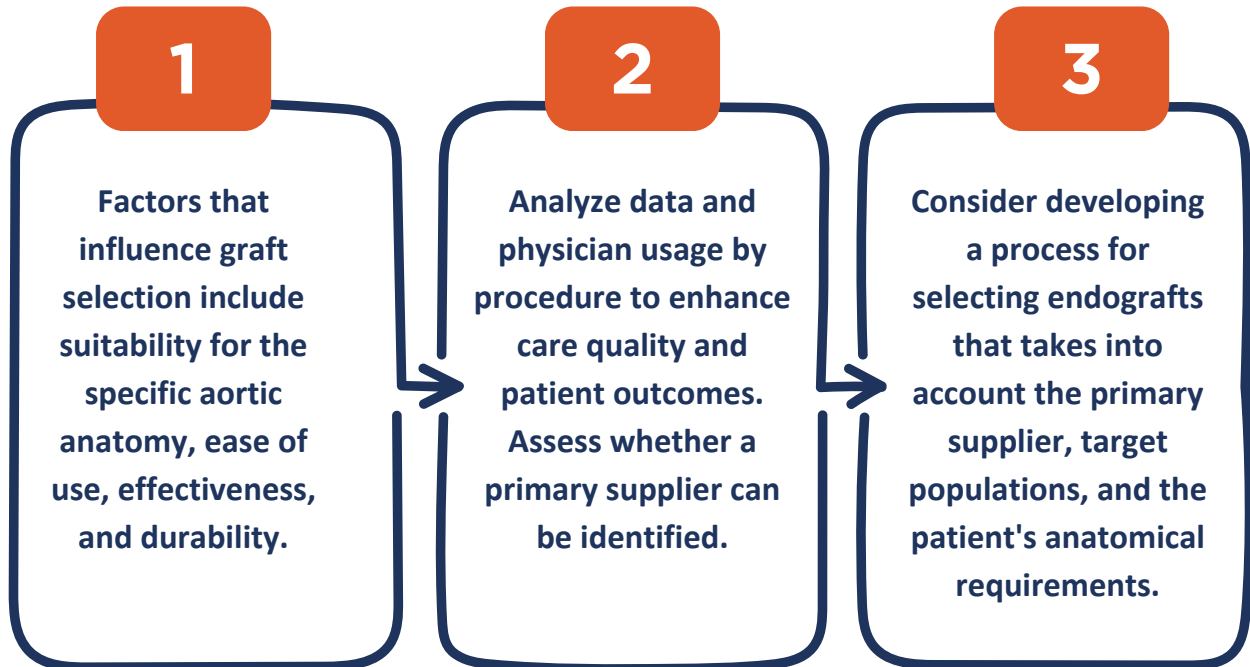 1
Factors that
influence graft
selection include
suitability for the
specific aortic
anatomy, ease of
use, effectiveness,
and durability.
2
Analyze data and
physician usage by
procedure to enhance
care quality and
patient outcomes.
Assess whether a
primary supplier can
be identified.
3
Consider developing
a process for
selecting endografts
that takes into
account the primary
supplier, target
populations, and the
patient's anatomical
requirements.